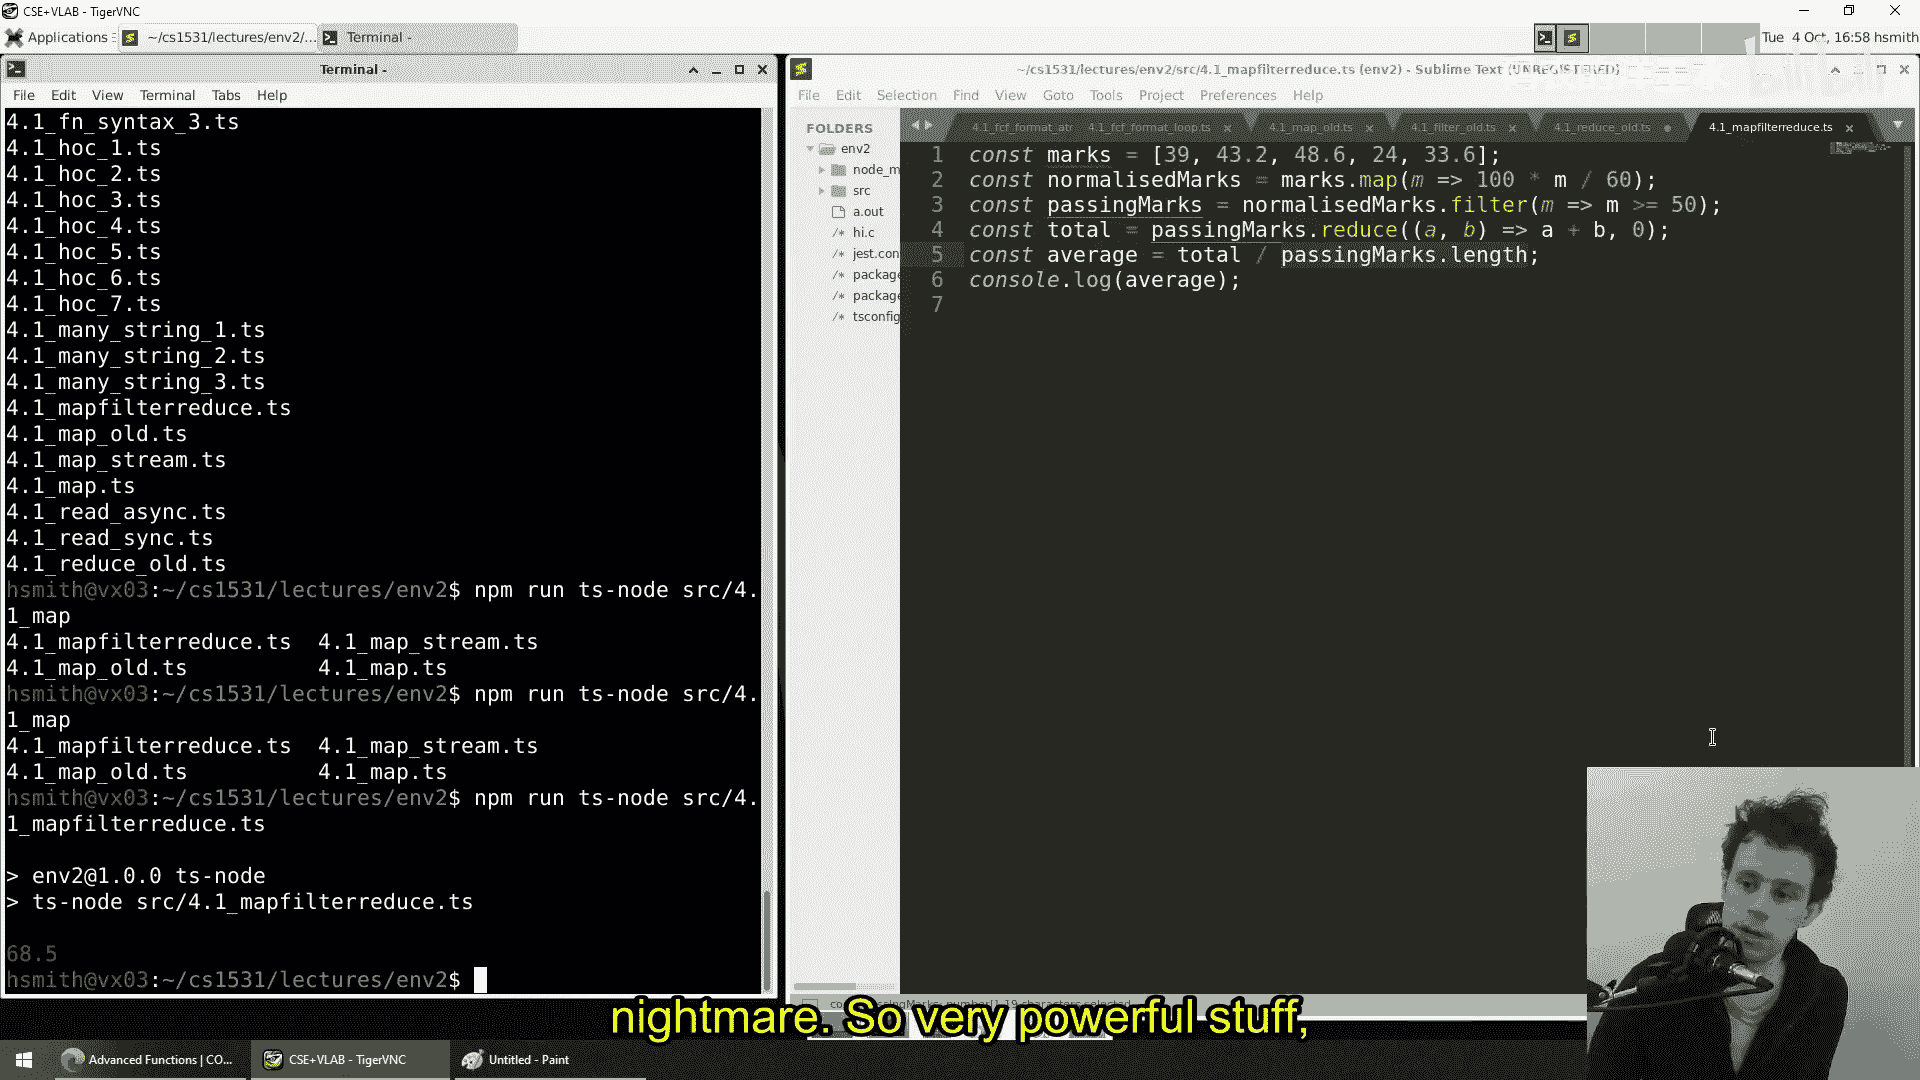 CSE+VLAB - TigerVNC
Applications
~/cs1531/lectures/env2/...
Terminal -
Tue 4 Oct, 16:58 hsmith
Terminal -
File Edit View Terminal Tabs Help
4.1_fn_syntax_3.ts
4.1_hoc_1.ts
4.1_hoc_2.ts
4.1_hoc_3.ts
4.1_hoc_4.ts
4.1_hoc_5.ts
4.1_hoc_6.ts
4.1_hoc_7.ts
4.1_many_string_1.ts
4.1_many_string_2.ts
4.1_many_string_3.ts
4.1_mapfilterreduce.ts
4.1_map_old.ts
4.1_map_stream.ts
4.1_map.ts
4.1_read_async.ts
4.1_read_sync.ts
4.1_reduce_old.ts
hsmith@vx03:~/cs1531/lectures/env2$ npm run ts-node src/4.
1_map
4.1_mapfilterreduce.ts 4.1_map_stream.ts
4.1_map_old.ts 4.1_map.ts
hsmith@vx03:~/cs1531/lectures/env2$ npm run ts-node src/4.
1_map
4.1_mapfilterreduce.ts 4.1_map_stream.ts
4.1_map_old.ts 4.1_map.ts
hsmith@vx03:~/cs1531/lectures/env2$ npm run ts-node src/4.
1_mapfilterreduce.ts
> env2@1.0.0 ts-node
> ts-node src/4.1_mapfilterreduce.ts
68.5
hsmith@vx03:~/cs1531/lectures/env2$
~/cs1531/lectures/env2/src/4.1_mapfilterreduce.ts (env2) - Sublime Text (UNREGISTERED)
File Edit Selection Find View Goto Tools Project Preferences Help
FOLDERS
env2
node_m
src
a.out
hi.c
jest.con
package
package
tsconfig
4.1_fcf_format_atr 4.1_fcf_format_loop.ts 4.1_map_old.ts 4.1_filter_old.ts 4.1_reduce_old.ts 4.1_mapfilterreduce.ts
1 const marks = [39, 43.2, 48.6, 24, 33.6];
2 const normalisedMarks = marks.map(m => 100 * m / 60);
3 const passingMarks = normalisedMarks.filter(m => m >= 50);
4 const total = passingMarks.reduce((a, b) => a + b, 0);
5 const average = total / passingMarks.length;
6 console.log(average);
7
nightmare. So very powerful stuff,
Advanced Functions | CO... CSE+VLAB - TigerVNC Untitled - Paint